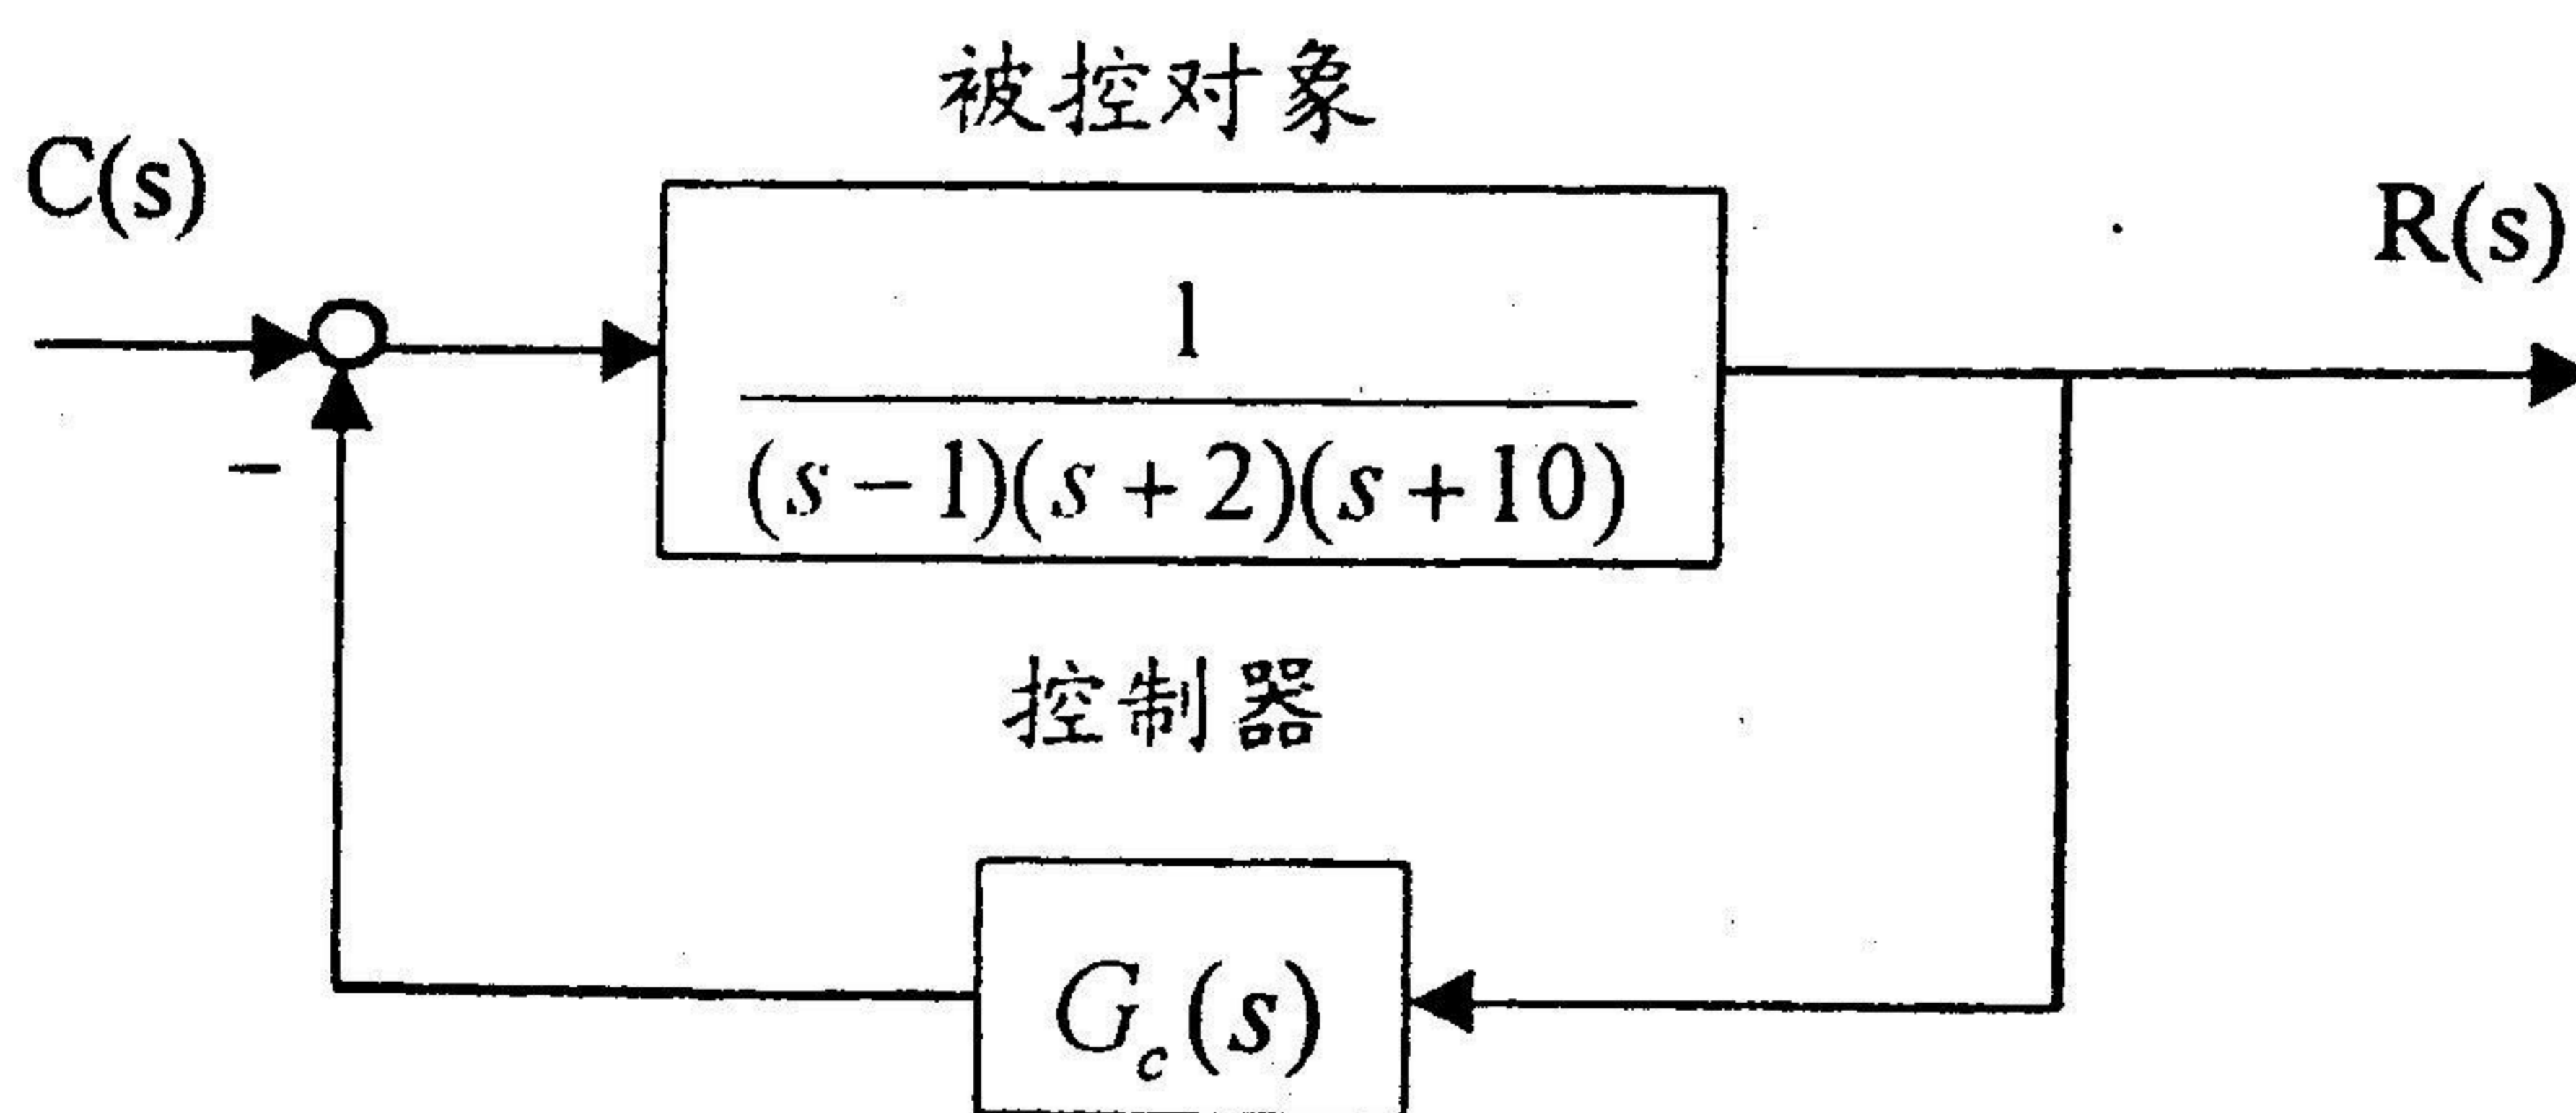 被控对象
C(s)
R(s)
1
(s − 1)(s + 2)(s + 10)
−
控制器
G_c(s)